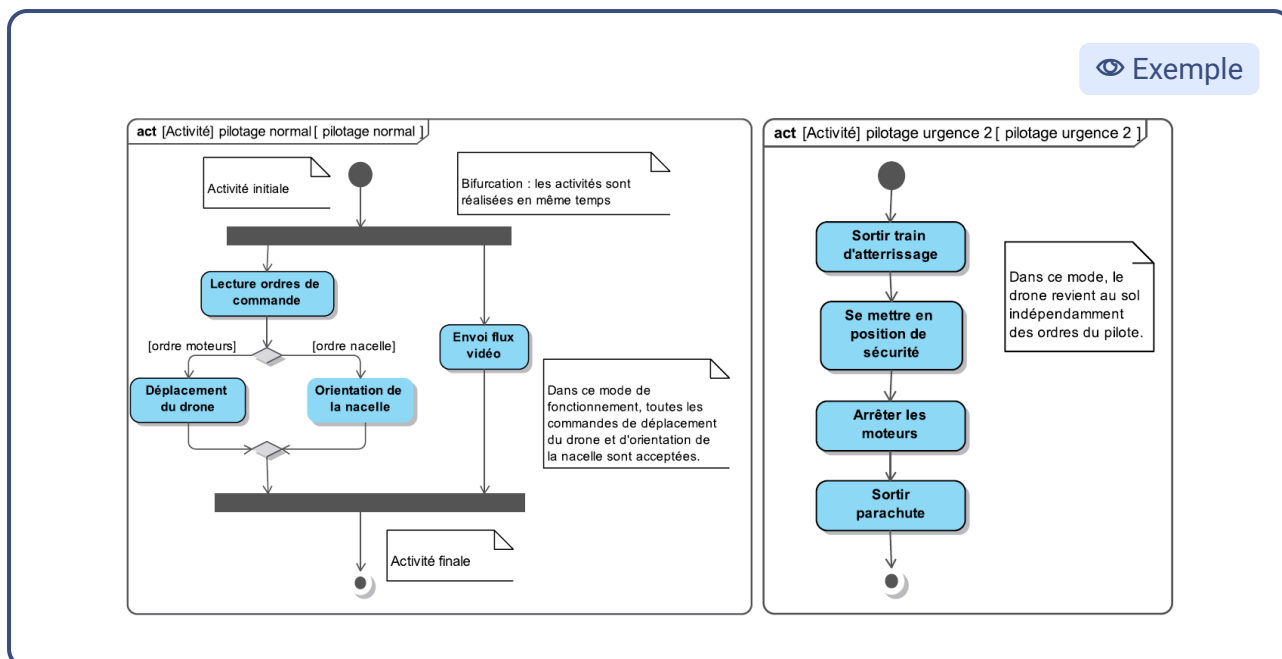 Exemple
act [Activité] pilotage normal [ pilotage normal ]
Activité initiale
Bifurcation : les activités sont
réalisées en même temps
Lecture ordres de
commande
[ordre moteurs]
[ordre nacelle]
Envoi flux
vidéo
Déplacement
du drone
Orientation de
la nacelle
Dans ce mode de
fonctionnement, toutes les
commandes de déplacement
du drone et d'orientation de
la nacelle sont acceptées.
Activité finale
act [Activité] pilotage urgence 2 [ pilotage urgence 2 ]
Sortir train
d'atterrissage
Dans ce mode, le
drone revient au sol
indépendamment
des ordres du pilote.
Se mettre en
position de
sécurité
Arrêter les
moteurs
Sortir
parachute